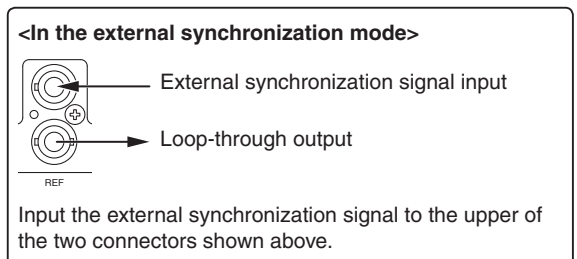 <In the external synchronization mode>
External synchronization signal input
Loop-through output
REF
Input the external synchronization signal to the upper of
the two connectors shown above.